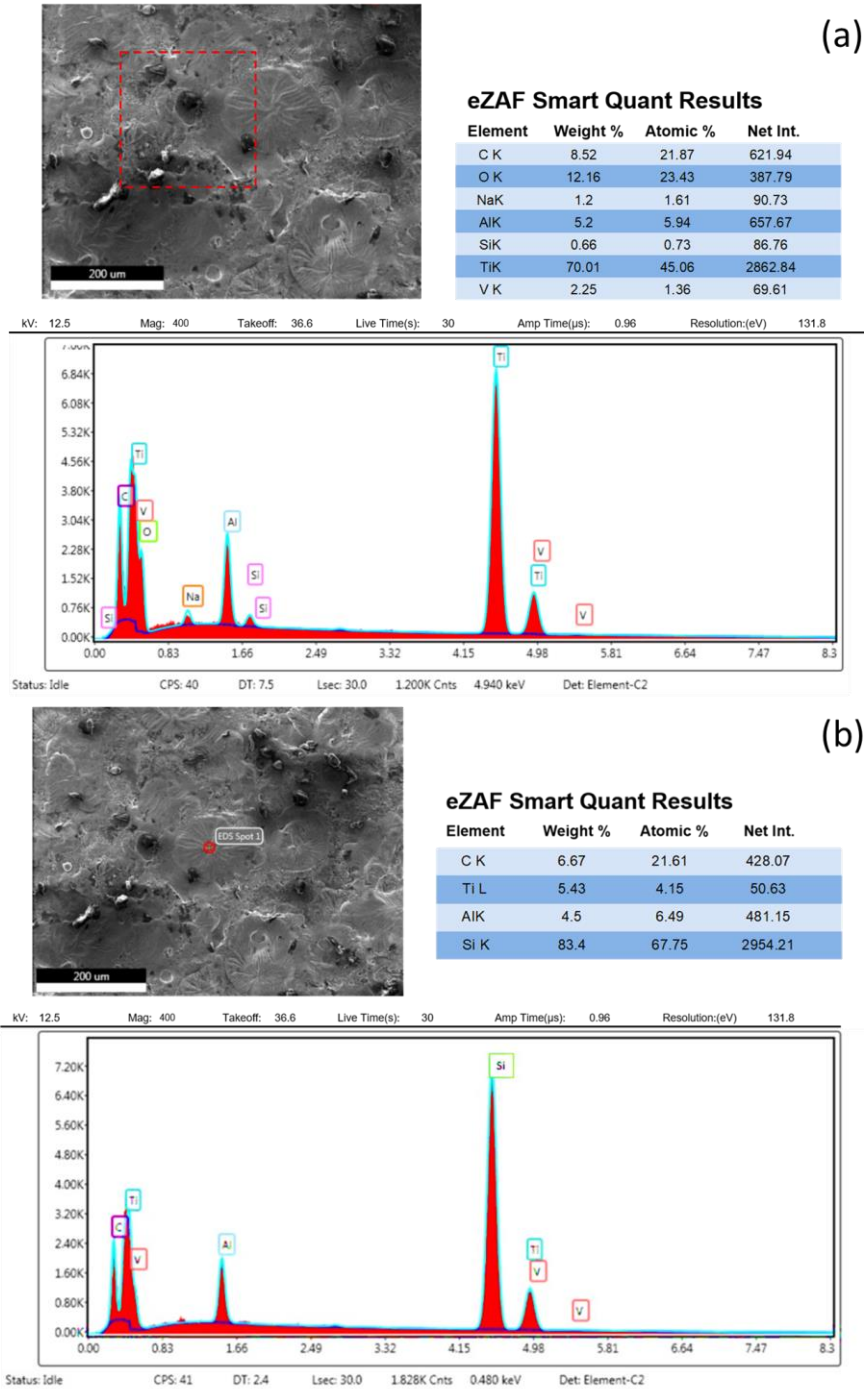 (a)
eZAF Smart Quant Results
Element Weight % Atomic % Net Int.
C K 8.52 21.87 621.94
O K 12.16 23.43 387.79
NaK 1.2 1.61 90.73
AlK 5.2 5.94 657.67
SiK 0.66 0.73 86.76
TiK 70.01 45.06 2862.84
V K 2.25 1.36 69.61
200 um
kV: 12.5 Mag: 400 Takeoff: 36.6 Live Time(s): 30 Amp Time(µs): 0.96 Resolution:(eV) 131.8
7.60K
6.84K
6.08K
5.32K
4.56K
3.80K
3.04K
2.28K
1.52K
0.76K
0.00K
Ti
Ti
C
V
O
Al
V
Si
Ti
Na
Si
Si
V
0.00 0.83 1.66 2.49 3.32 4.15 4.98 5.81 6.64 7.47 8.3
Status: Idle CPS: 40 DT: 7.5 Lsec: 30.0 1.200K Cnts 4.940 keV Det: Element-C2
(b)
eZAF Smart Quant Results
Element Weight % Atomic % Net Int.
C K 6.67 21.61 428.07
Ti L 5.43 4.15 50.63
AlK 4.5 6.49 481.15
Si K 83.4 67.75 2954.21
EDS Spot 1
200 um
kV: 12.5 Mag: 400 Takeoff: 36.6 Live Time(s): 30 Amp Time(µs): 0.96 Resolution:(eV) 131.8
7.20K
6.40K
5.60K
4.80K
4.00K
3.20K
2.40K
1.60K
0.80K
0.00K
Si
Ti
C
V
Al
Ti
V
V
0.00 0.83 1.66 2.49 3.32 4.15 4.98 5.81 6.64 7.47 8.3
Status: Idle CPS: 41 DT: 2.4 Lsec: 30.0 1.828K Cnts 0.480 keV Det: Element-C2